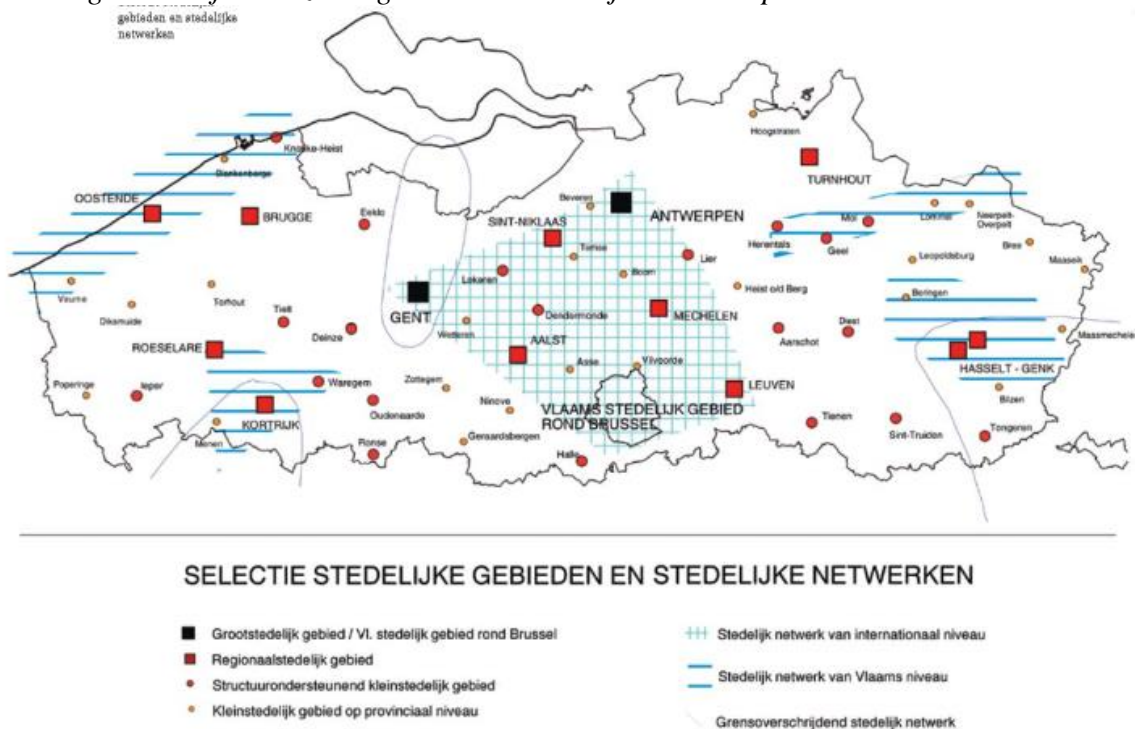 gebieden en stedelijke
netwerken
Hoogstraten
Knokke-Heist
Blankenberge
TURNHOUT
OOSTENDE
BRUGGE
Eeklo
Beveren
ANTWERPEN
SINT-NIKLAAS
Mol
Lommel
Neerpelt-
Overpelt
Herentals
Geel
Bree
Temse
Lier
Leopoldsburg
Maaseik
Lokeren
Boom
Veurne
Torhout
GENT
Heist o/d Berg
Beringen
Diksmuide
Tielt
Deinze
Wetteren
Dendermonde
MECHELEN
Aarschot
Diest
Maasmechelen
ROESELARE
AALST
Asse
Vilvoorde
HASSELT - GENK
Poperinge
Ieper
Waregem
Zottegem
LEUVEN
Bilzen
KORTRIJK
Oudenaarde
Ninove
VLAAMS STEDELIJK GEBIED
ROND BRUSSEL
Tienen
Menen
Ronse
Geraardsbergen
Halle
Sint-Truiden
Tongeren
SELECTIE STEDELIJKE GEBIEDEN EN STEDELIJKE NETWERKEN
Grootstedelijk gebied / Vl. stedelijk gebied rond Brussel
Regionaalstedelijk gebied
Structuurondersteunend kleinstedelijk gebied
Kleinstedelijk gebied op provinciaal niveau
Stedelijk netwerk van internationaal niveau
Stedelijk netwerk van Vlaams niveau
Grensoverschrijdend stedelijk netwerk